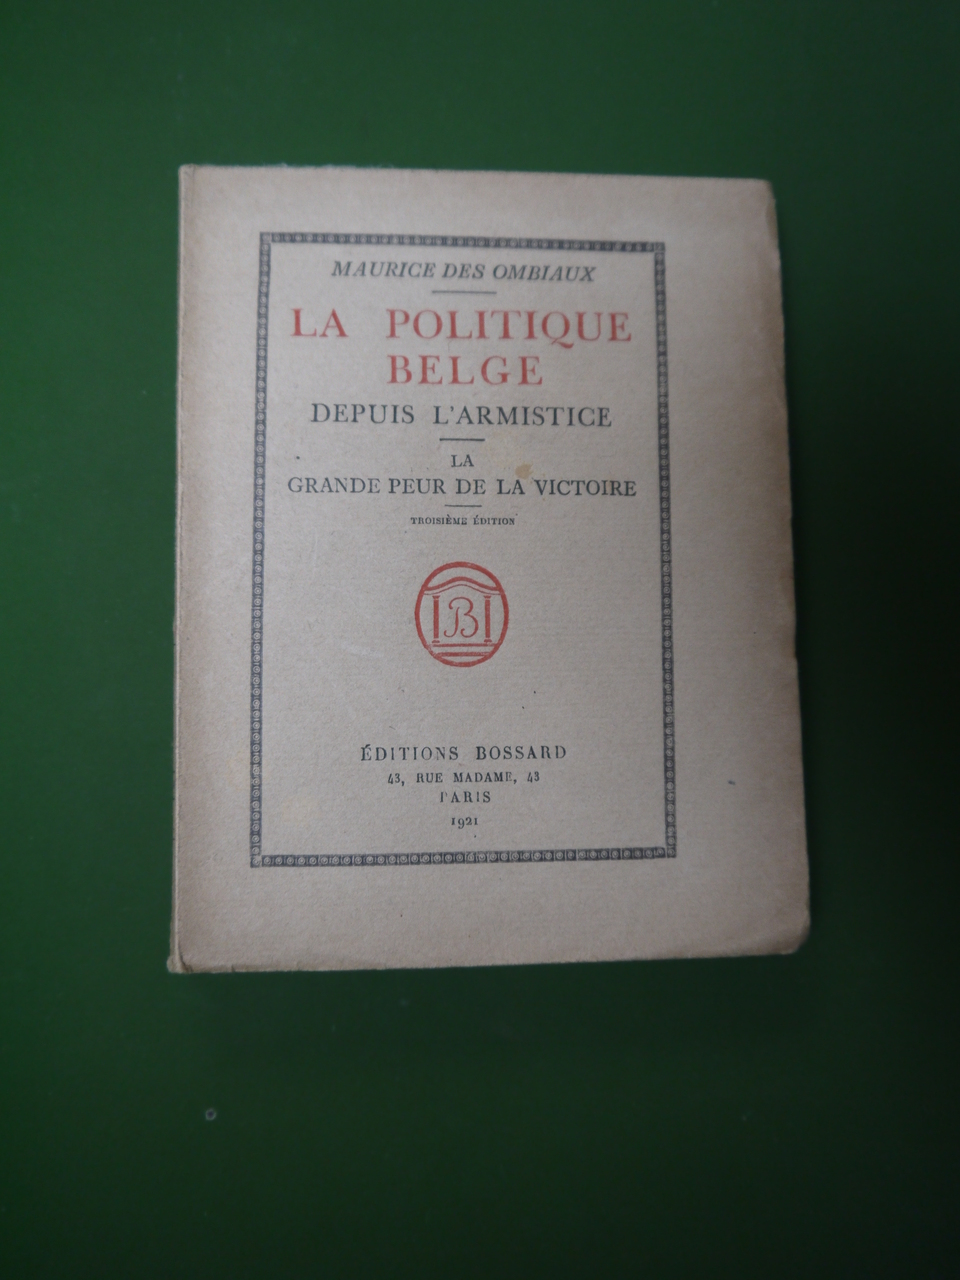 MAURICE DES OMBIAUX
LA POLITIQUE
BELGE
DEPUIS L'ARMISTICE
LA
GRANDE PEUR DE LA VICTOIRE
TROISIÈME ÉDITION
B
ÉDITIONS BOSSARD
43, RUE MADAME, 43
PARIS
1921